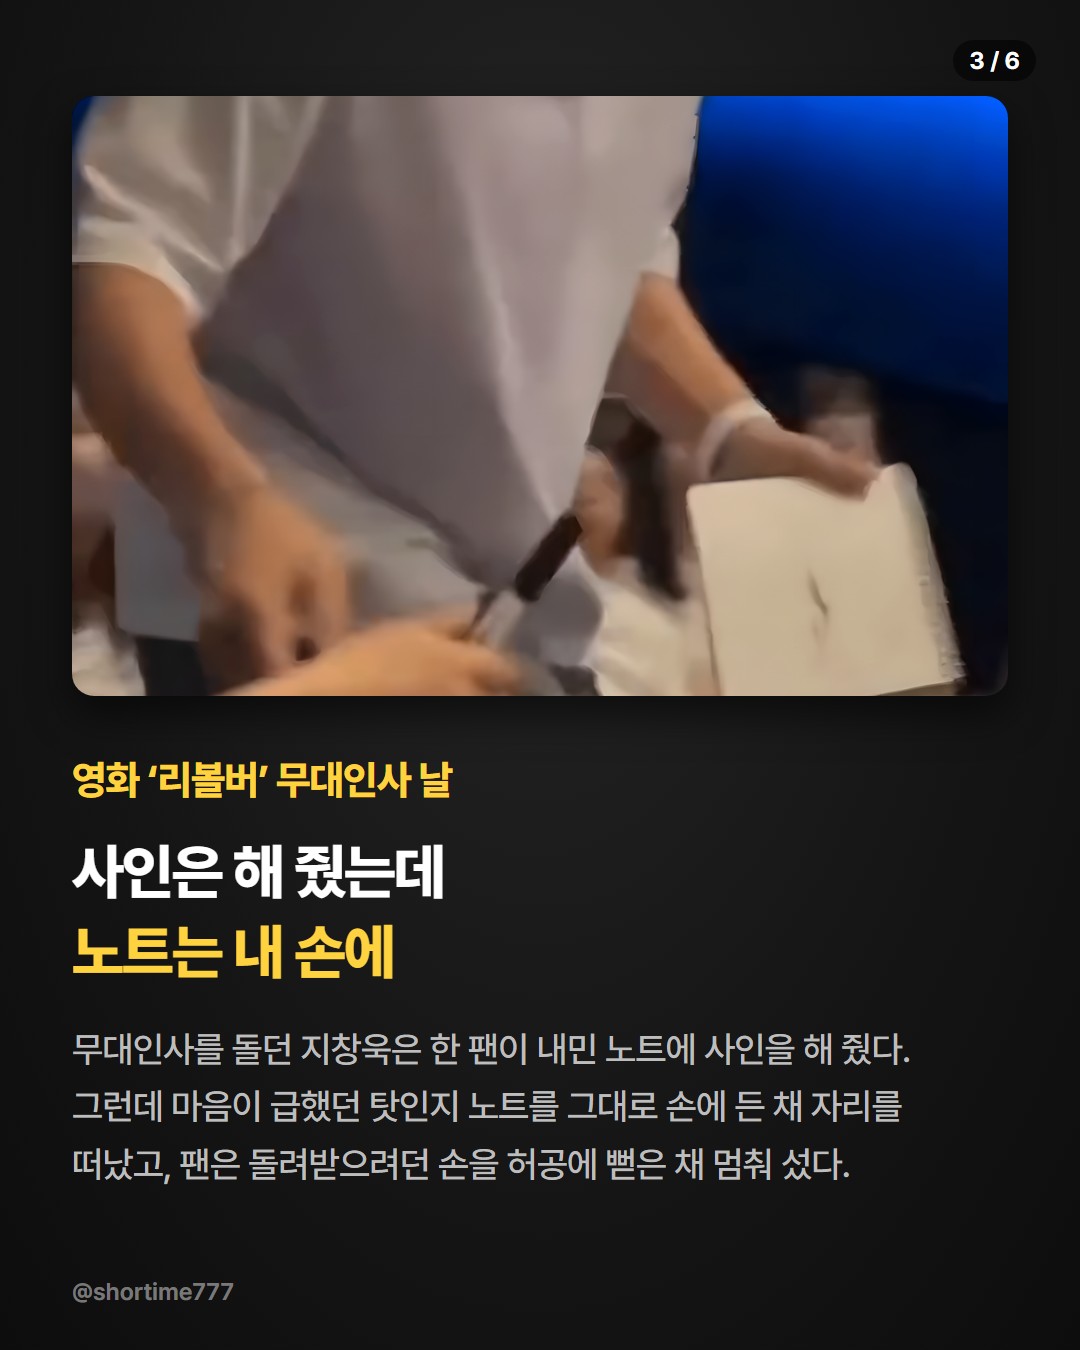 3 / 6
영화 ‘리볼버’ 무대인사 날
사인은 해 줬는데
노트는 내 손에
무대인사를 돌던 지창욱은 한 팬이 내민 노트에 사인을 해 줬다.
그런데 마음이 급했던 탓인지 노트를 그대로 손에 든 채 자리를
떠났고, 팬은 돌려받으려던 손을 허공에 뻗은 채 멈춰 섰다.
@shortime777